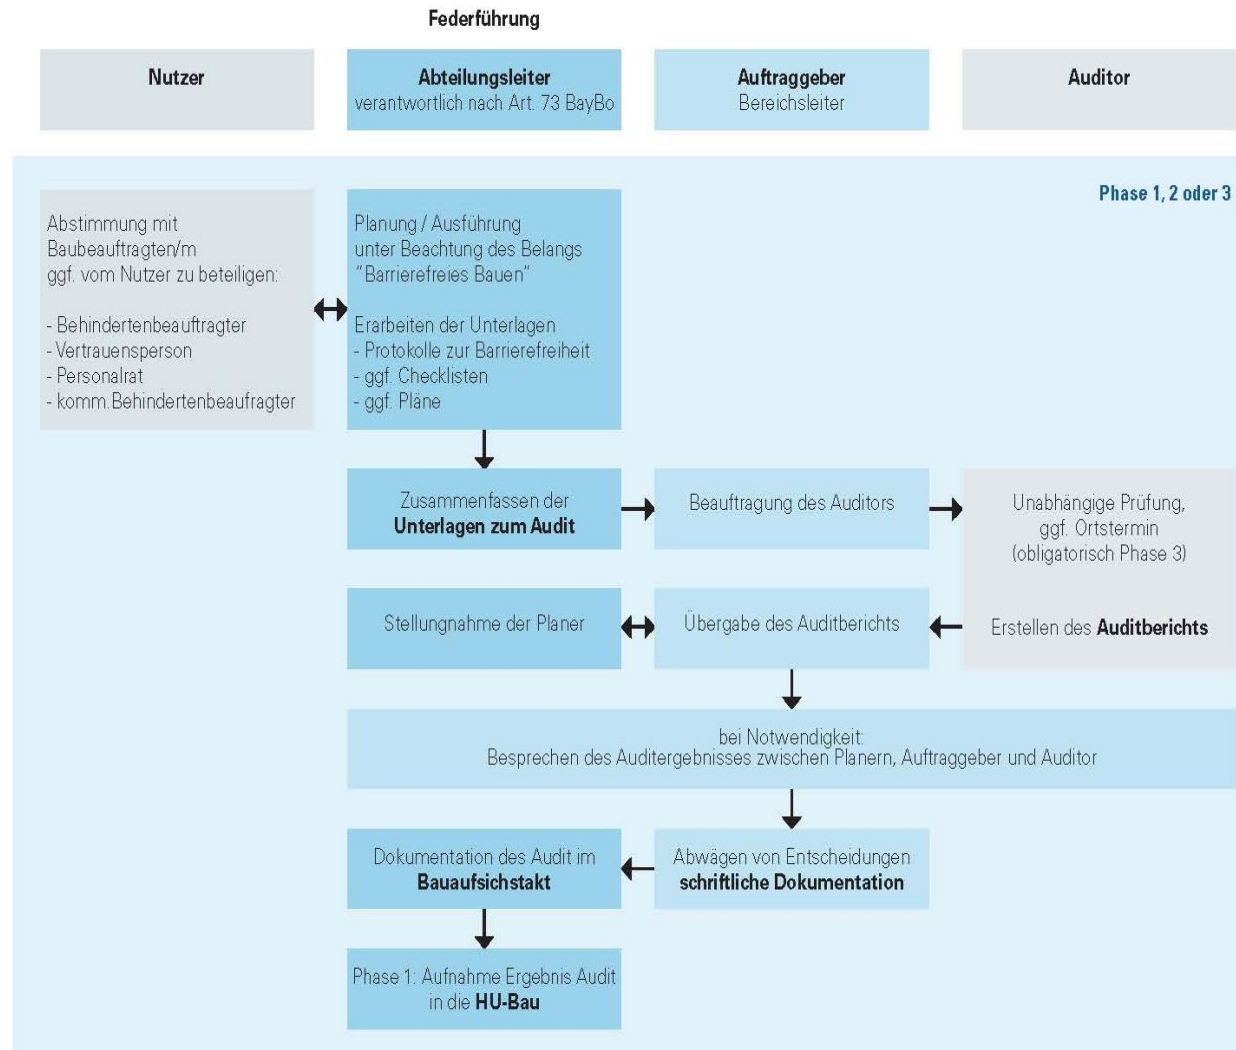 Federführung
Nutzer
Abteilungsleiter
verantwortlich nach Art. 73 BayBo
Auftraggeber
Bereichsleiter
Auditor
Phase 1, 2 oder 3
Abstimmung mit
Baubeauftragten/m
ggf. vom Nutzer zu beteiligen:
- Behindertenbeauftragter
- Vertrauensperson
- Personalrat
- komm.Behindertenbeaufragter
Planung / Ausführung
unter Beachtung des Belangs
"Barrierefreies Bauen"
Erarbeiten der Unterlagen
- Protokolle zur Barrierefreiheit
- ggf. Checklisten
- ggf. Pläne
Zusammenfassen der
Unterlagen zum Audit
Beauftragung des Auditors
Unabhängige Prüfung,
ggf. Ortstermin
(obligatorisch Phase 3)
Stellungnahme der Planer
Übergabe des Auditberichts
Erstellen des Auditberichts
bei Notwendigkeit:
Besprechen des Auditergebnisses zwischen Planern, Auftraggeber und Auditor
Dokumentation des Audit im
Bauaufsichstakt
Abwägen von Entscheidungen
schriftliche Dokumentation
Phase 1: Aufnahme Ergebnis Audit
in die HU-Bau